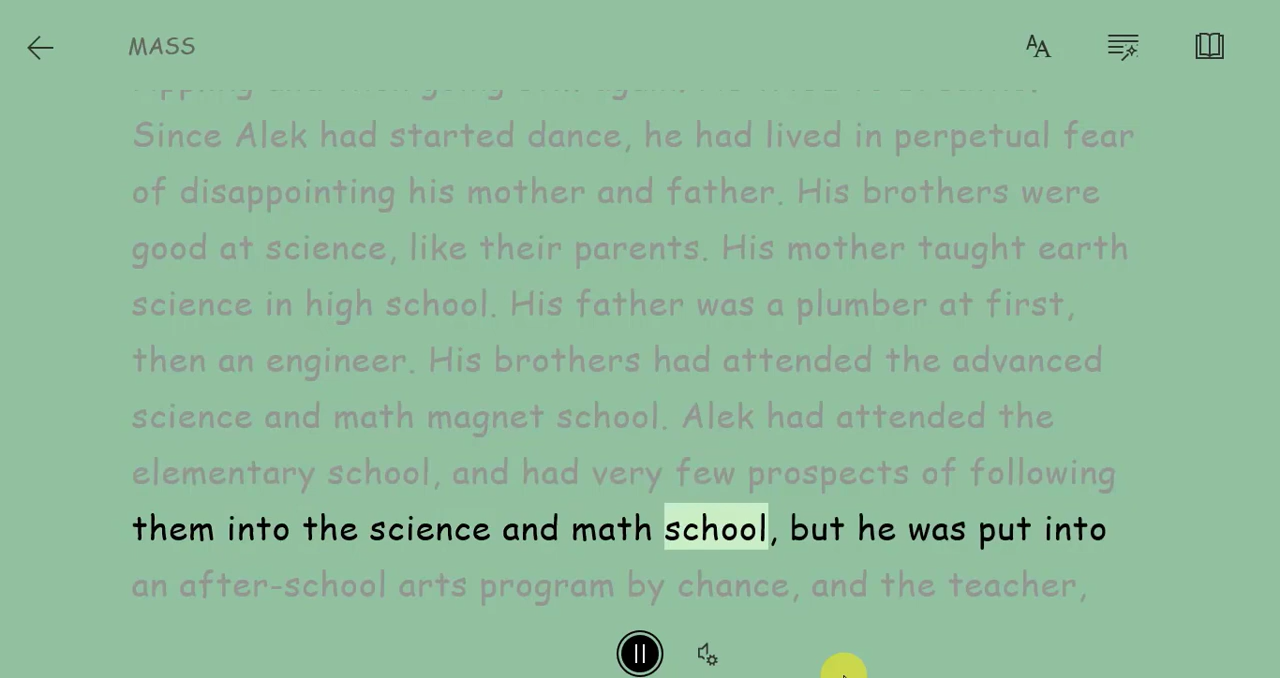 MASS
AA
Since Alek had started dance, he had lived in perpetual fear
of disappointing his mother and father. His brothers were
good at science, like their parents. His mother taught earth
science in high school. His father was a plumber at first,
then an engineer. His brothers had attended the advanced
science and math magnet school. Alek had attended the
elementary school, and had very few prospects of following
them into the science and math school, but he was put into
an after-school arts program by chance, and the teacher,